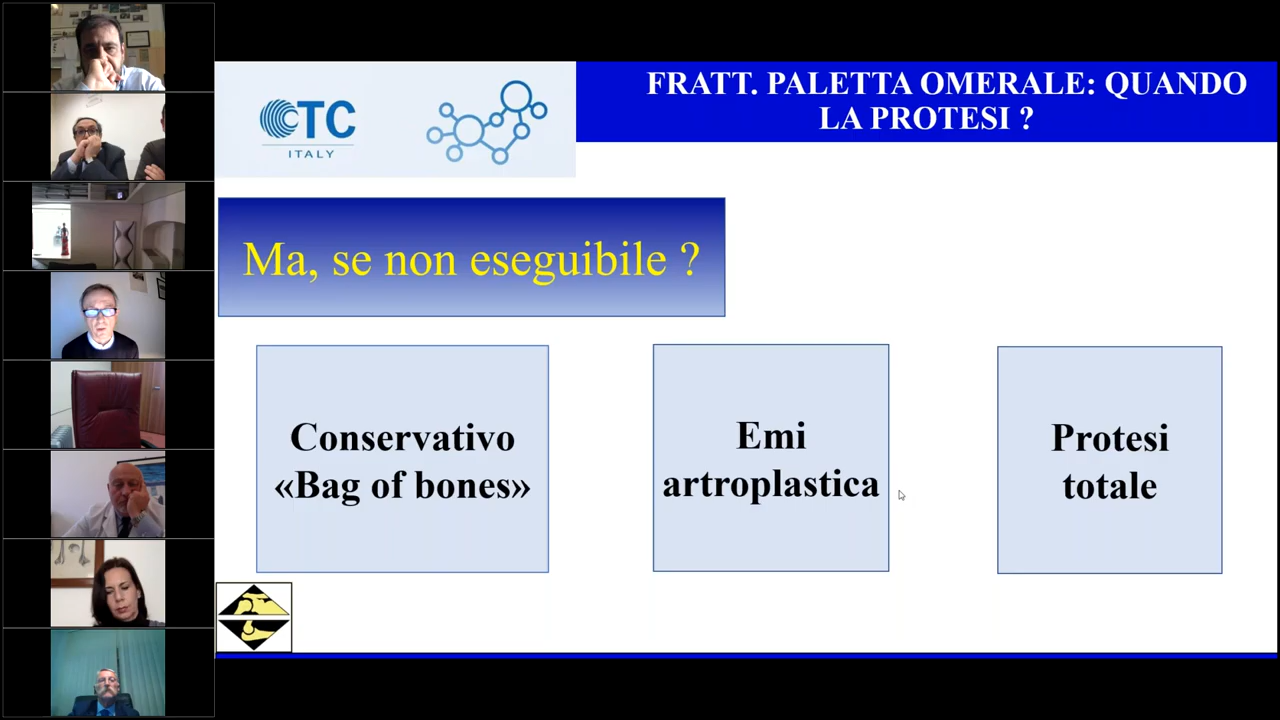 FRATT. PALETTA OMERALE: QUANDO
LA PROTESI ?
CTC
ITALY
Ma, se non eseguibile ?
Conservativo
«Bag of bones»
Emi
artroplastica
Protesi
totale